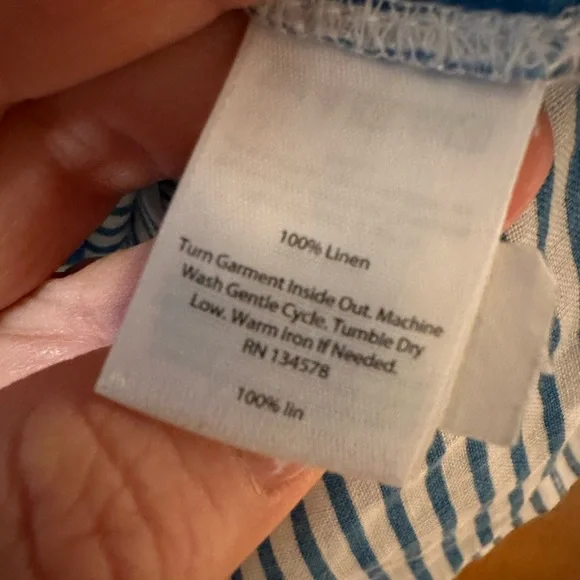 100% Linen
Turn Garment Inside Out. Machine
Wash Gentle Cycle. Tumble Dry
Low. Warm Iron If Needed.
RN 134578
100% lin